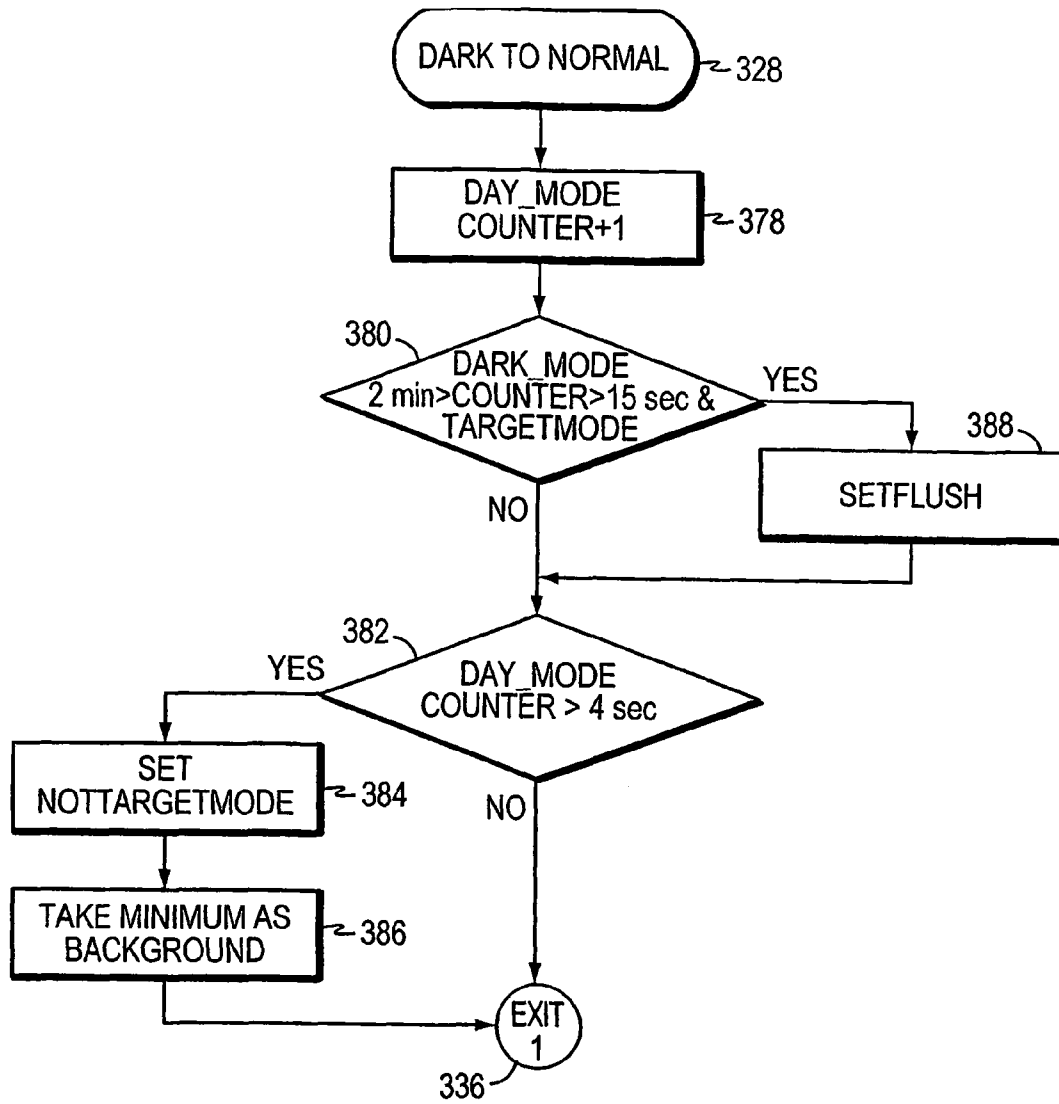 DARK TO NORMAL
328
DAY_MODE
COUNTER+1
378
380
DARK_MODE
2 min>COUNTER>15 sec &
TARGETMODE
YES
388
SETFLUSH
NO
382
YES
DAY_MODE
COUNTER > 4 sec
SET
NOTTARGETMODE
384
NO
TAKE MINIMUM AS
BACKGROUND
386
EXIT
1
336